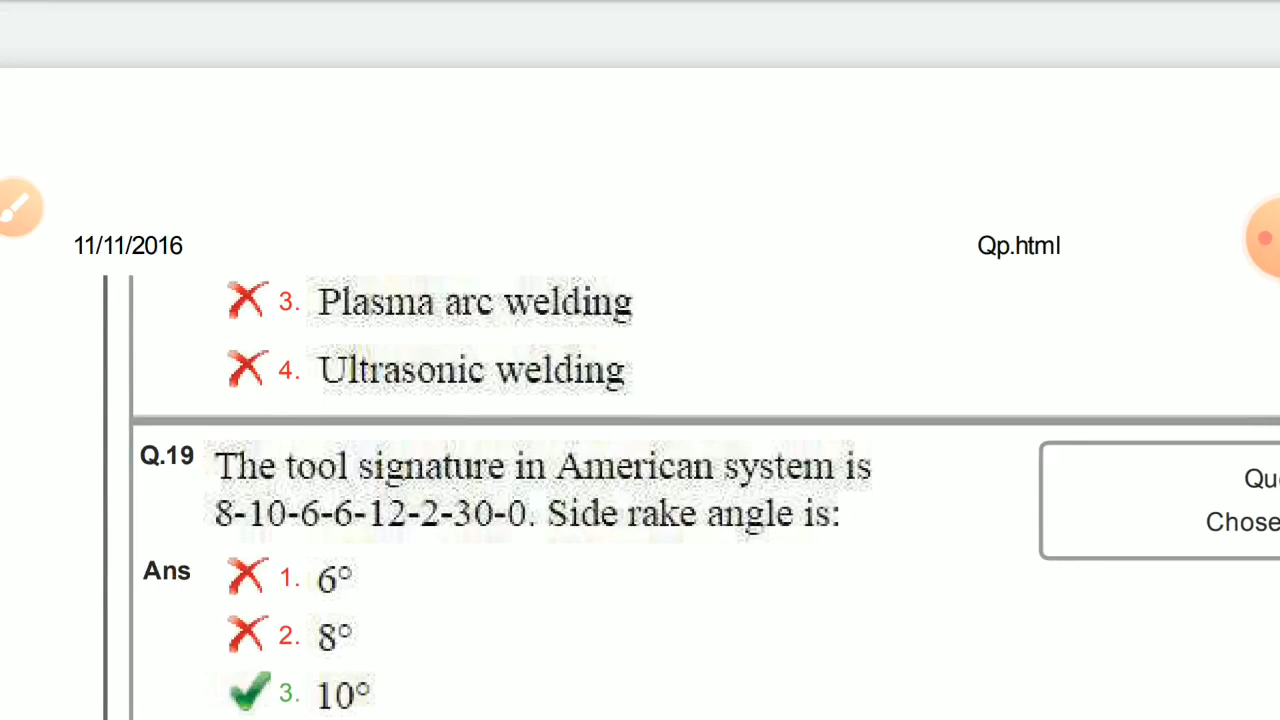 11/11/2016 Qp.html
3. Plasma arc welding
4. Ultrasonic welding
Q.19 The tool signature in American system is
8-10-6-6-12-2-30-0. Side rake angle is:
Que
Chose
Ans 1. 6°
2. 8°
3. 10°